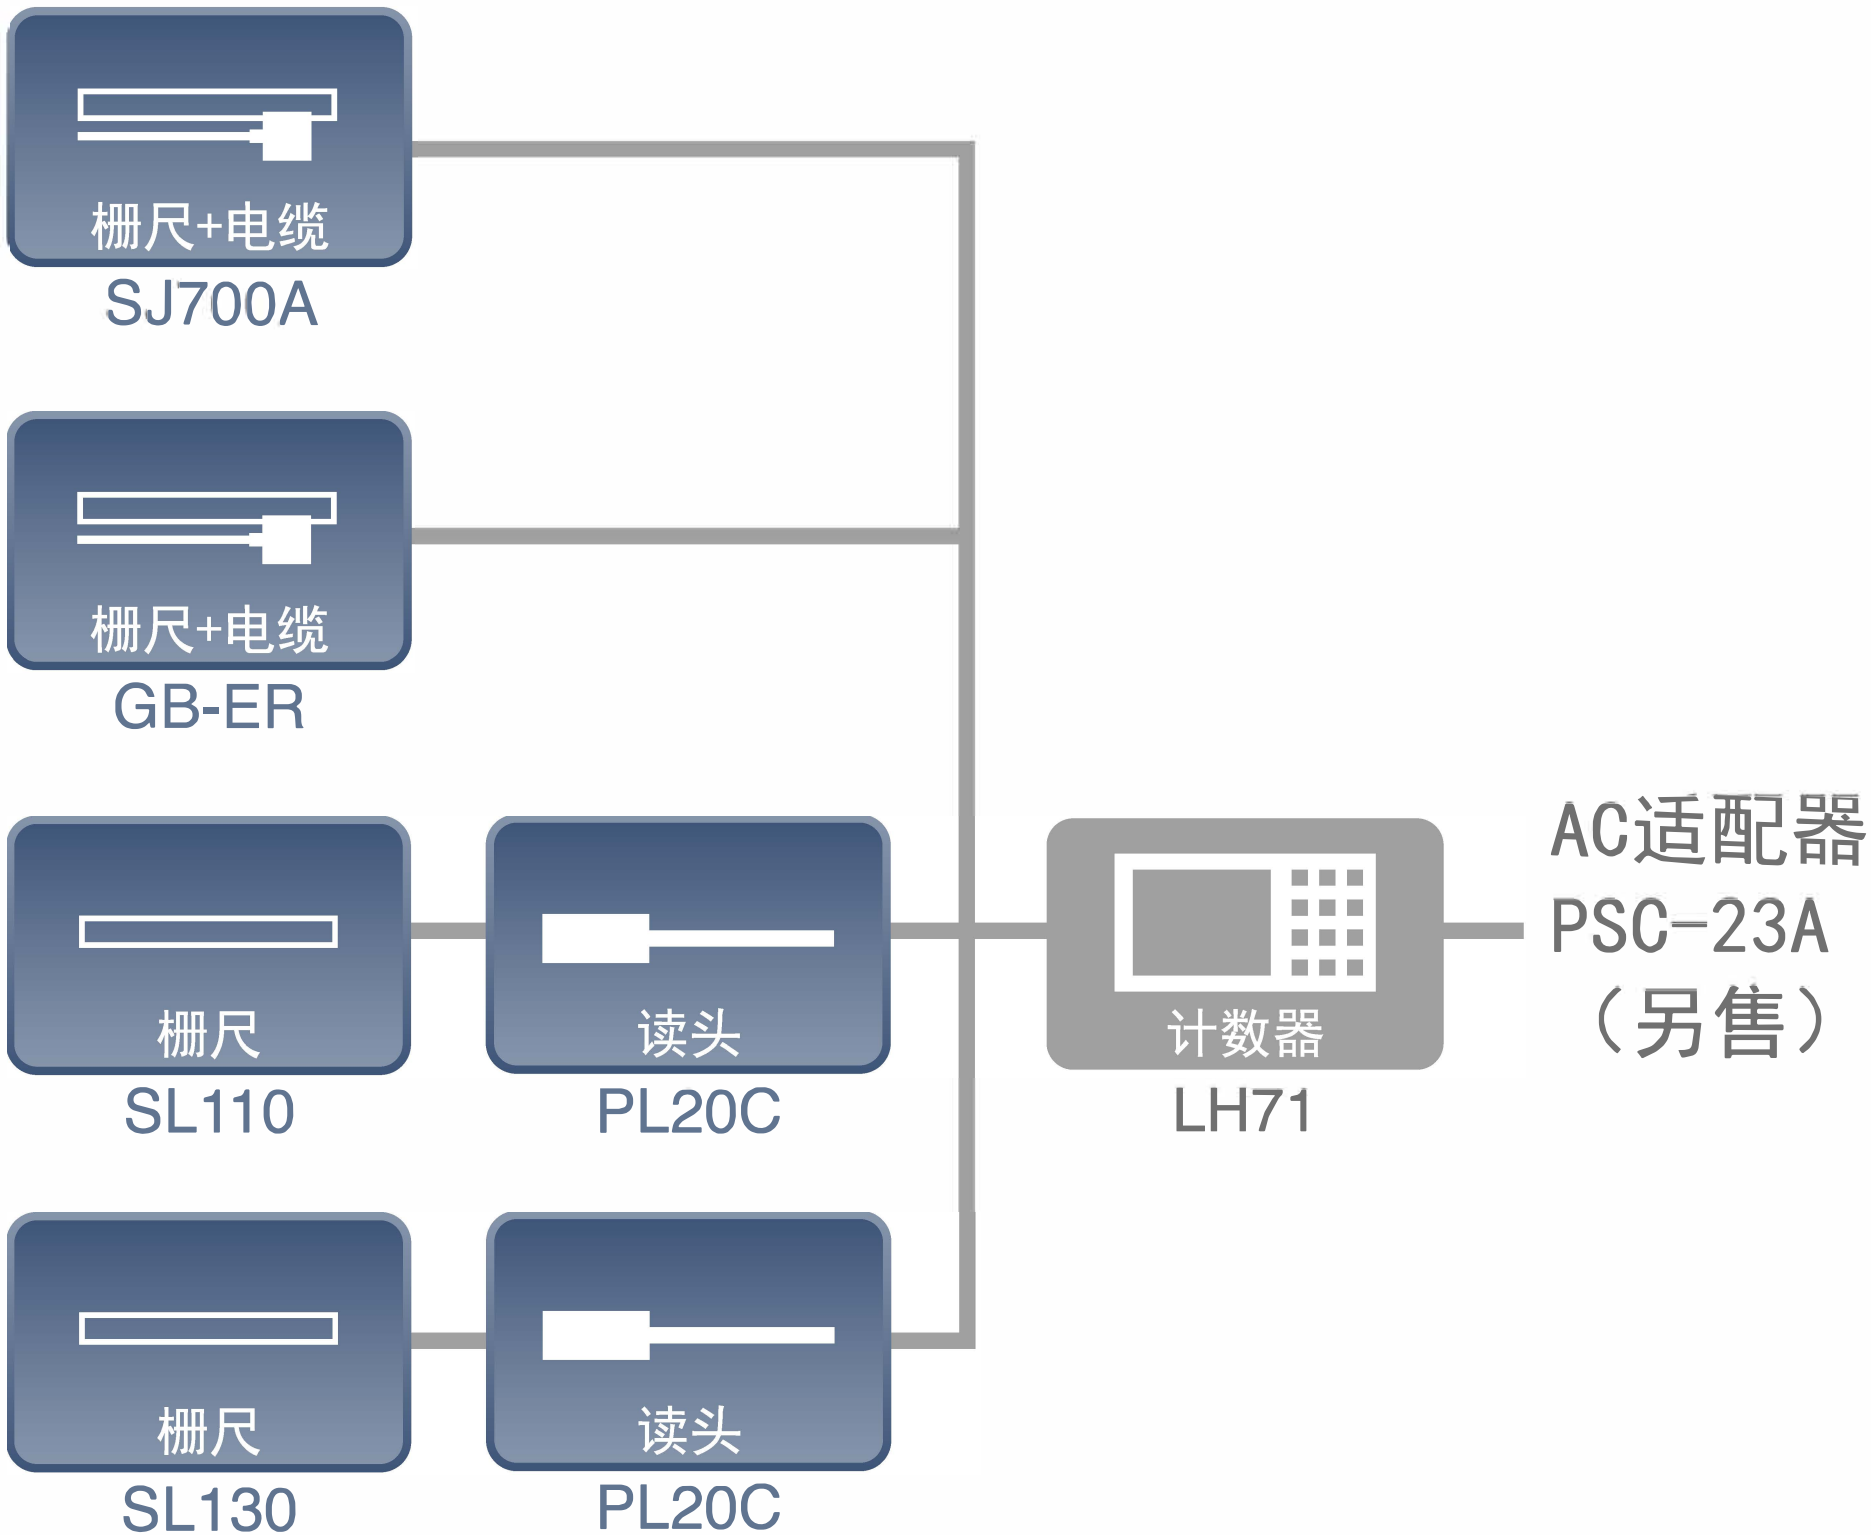 栅尺+电缆
SJ700A
栅尺+电缆
GB-ER
栅尺
SL110
读头
PL20C
计数器
LH71
AC适配器
PSC-23A
（另售）
栅尺
SL130
读头
PL20C